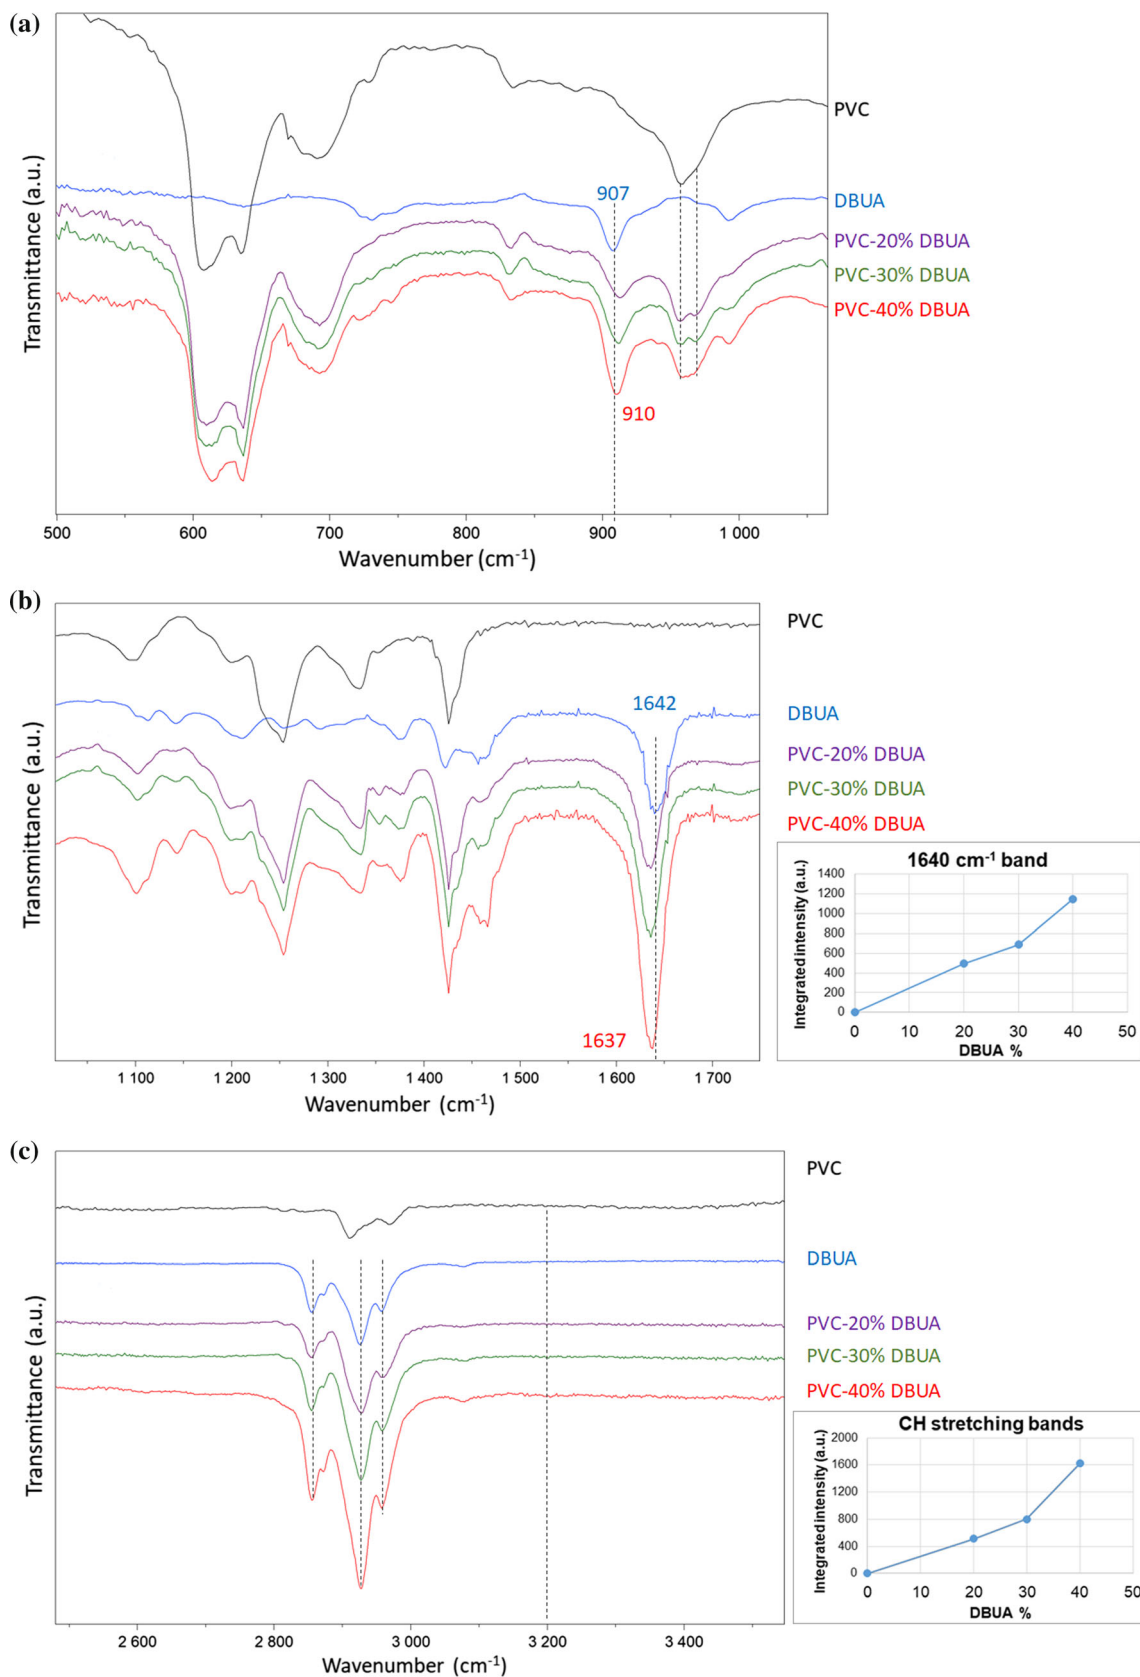 (a)
PVC
907
DBUA
PVC-20% DBUA
PVC-30% DBUA
PVC-40% DBUA
910
Transmittance (a.u.)
500 600 700 800 900 1 000
Wavenumber (cm-1)
(b)
PVC
1642
DBUA
PVC-20% DBUA
PVC-30% DBUA
PVC-40% DBUA
1637
Transmittance (a.u.)
1 100 1 200 1 300 1 400 1 500 1 600 1 700
Wavenumber (cm-1)
1640 cm-1 band
Integrated intensity (a.u.)
1400
1200
1000
800
600
400
200
0
0 10 20 30 40 50
DBUA %
(c)
PVC
DBUA
PVC-20% DBUA
PVC-30% DBUA
PVC-40% DBUA
Transmittance (a.u.)
2 600 2 800 3 000 3 200 3 400
Wavenumber (cm-1)
CH stretching bands
Integrated intensity (a.u.)
2000
1600
1200
800
400
0
0 10 20 30 40 50
DBUA %